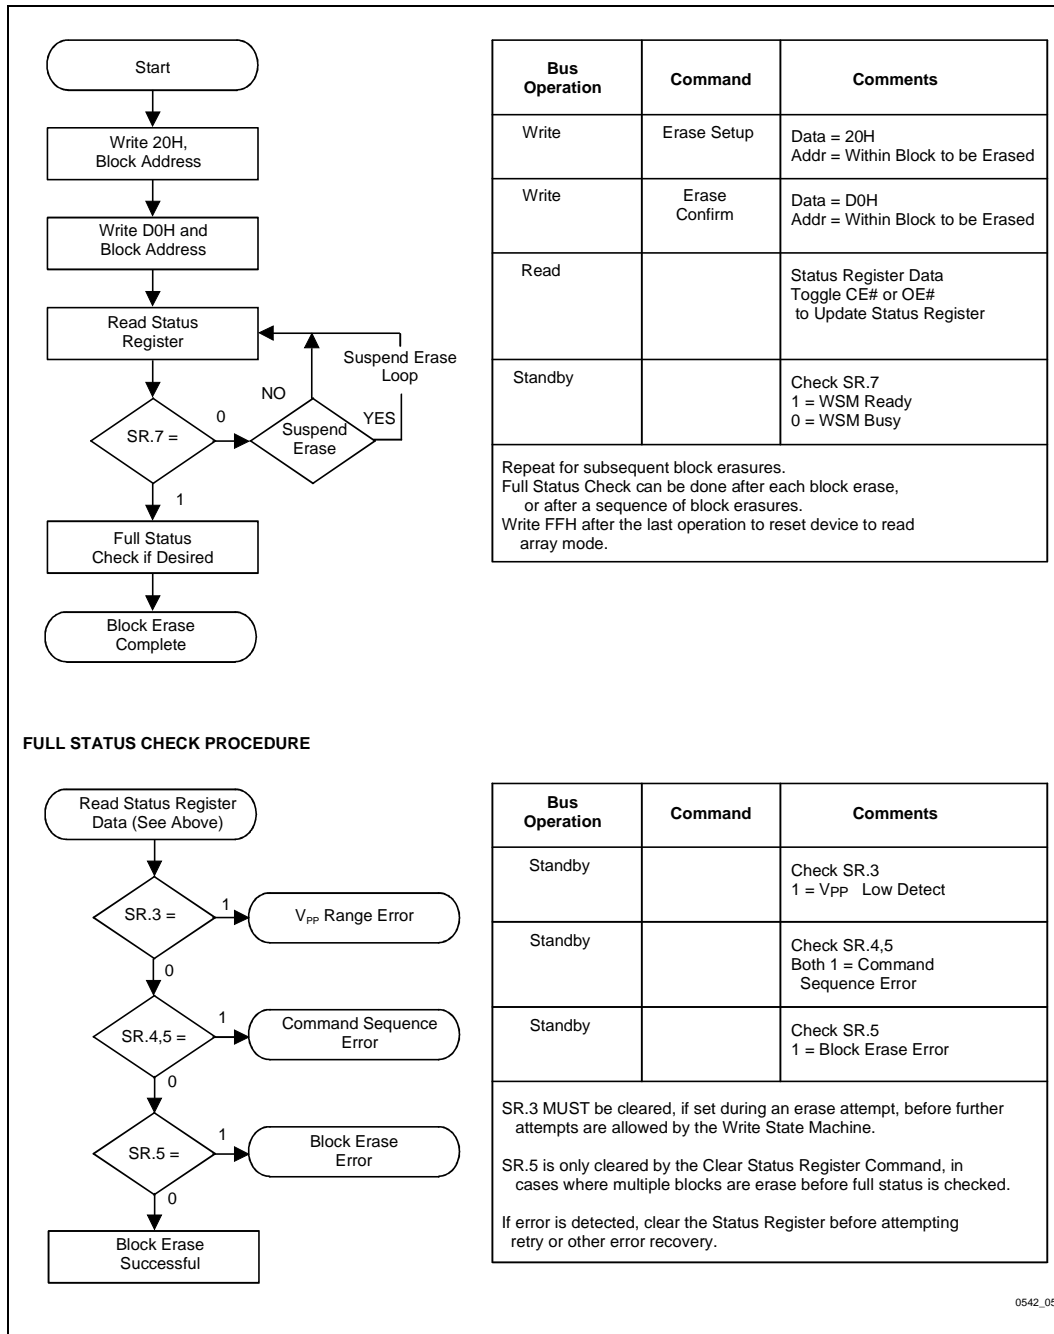 Start
Write 20H,
Block Address
Write D0H and
Block Address
Read Status
Register
Suspend Erase
Loop
NO
YES
0
SR.7 =
Suspend
Erase
1
Full Status
Check if Desired
Block Erase
Complete
Bus
Operation
Command
Comments
Write
Erase Setup
Data = 20H
Addr = Within Block to be Erased
Write
Erase
Confirm
Data = D0H
Addr = Within Block to be Erased
Read
Status Register Data
Toggle CE# or OE#
to Update Status Register
Standby
Check SR.7
1 = WSM Ready
0 = WSM Busy
Repeat for subsequent block erasures.
Full Status Check can be done after each block erase,
or after a sequence of block erasures.
Write FFH after the last operation to reset device to read
array mode.
FULL STATUS CHECK PROCEDURE
Read Status Register
Data (See Above)
SR.3 =
1
VPP Range Error
0
SR.4,5 =
1
Command Sequence
Error
0
SR.5 =
1
Block Erase
Error
0
Block Erase
Successful
Bus
Operation
Command
Comments
Standby
Check SR.3
1 = VPP Low Detect
Standby
Check SR.4,5
Both 1 = Command
Sequence Error
Standby
Check SR.5
1 = Block Erase Error
SR.3 MUST be cleared, if set during an erase attempt, before further
attempts are allowed by the Write State Machine.
SR.5 is only cleared by the Clear Status Register Command, in
cases where multiple blocks are erase before full status is checked.
If error is detected, clear the Status Register before attempting
retry or other error recovery.
0542_05